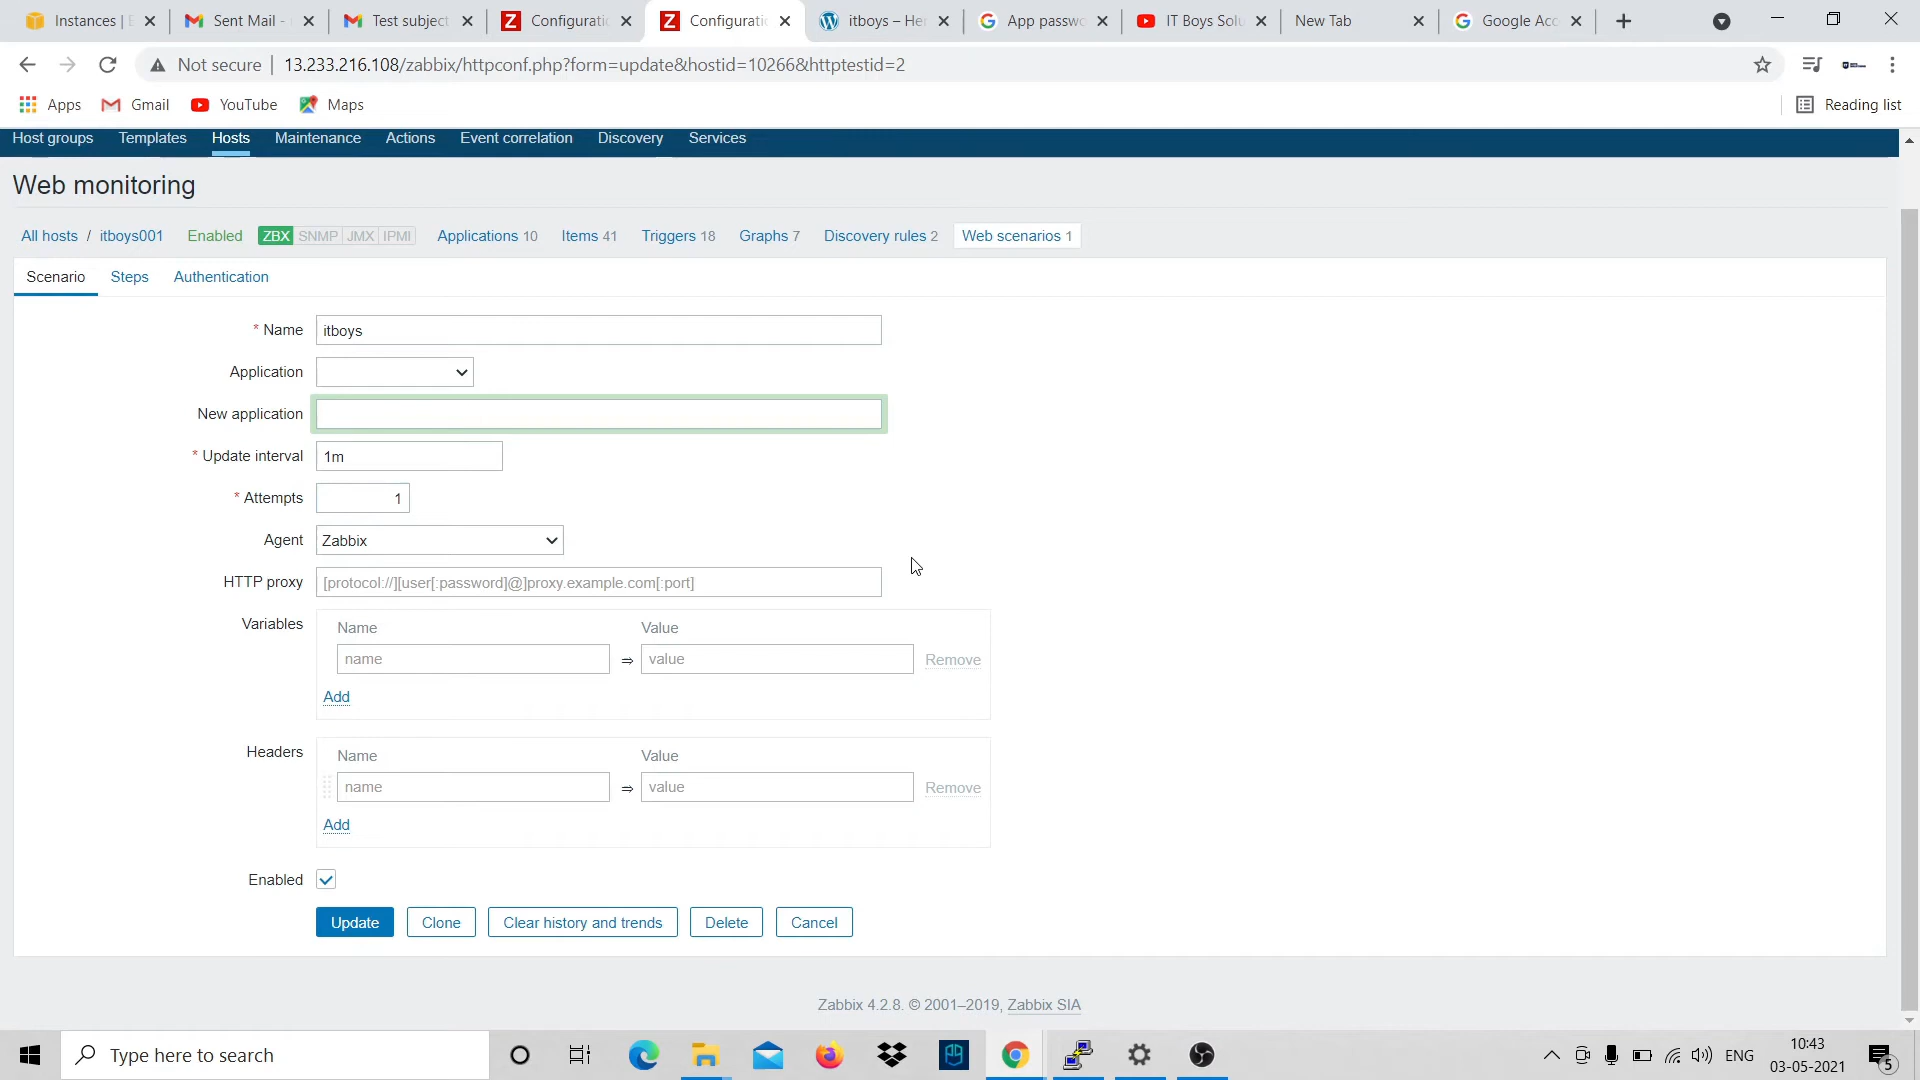 Instances | E
Sent Mail -
Test subject
Configuratio
Configuratio
itboys – He
App passwo
IT Boys Solu
New Tab
Google Acc
Not secure
13.233.216.108/zabbix/httpconf.php?form=update&hostid=10266&httptestid=2
Apps
Gmail
YouTube
Maps
Reading list
Host groups
Templates
Hosts
Maintenance
Actions
Event correlation
Discovery
Services
Web monitoring
All hosts / itboys001 Enabled ZBX SNMP JMX IPMI Applications 10 Items 41 Triggers 18 Graphs 7 Discovery rules 2 Web scenarios 1
Scenario Steps Authentication
* Name itboys
Application
New application
* Update interval 1m
* Attempts 1
Agent Zabbix
HTTP proxy [protocol://][user[:password]@]proxy.example.com[:port]
Variables Name Value
name ⇒ value Remove
Add
Headers Name Value
name ⇒ value Remove
Add
Enabled
Update Clone Clear history and trends Delete Cancel
Zabbix 4.2.8. © 2001–2019, Zabbix SIA
Type here to search
ENG
10:43
03-05-2021
5